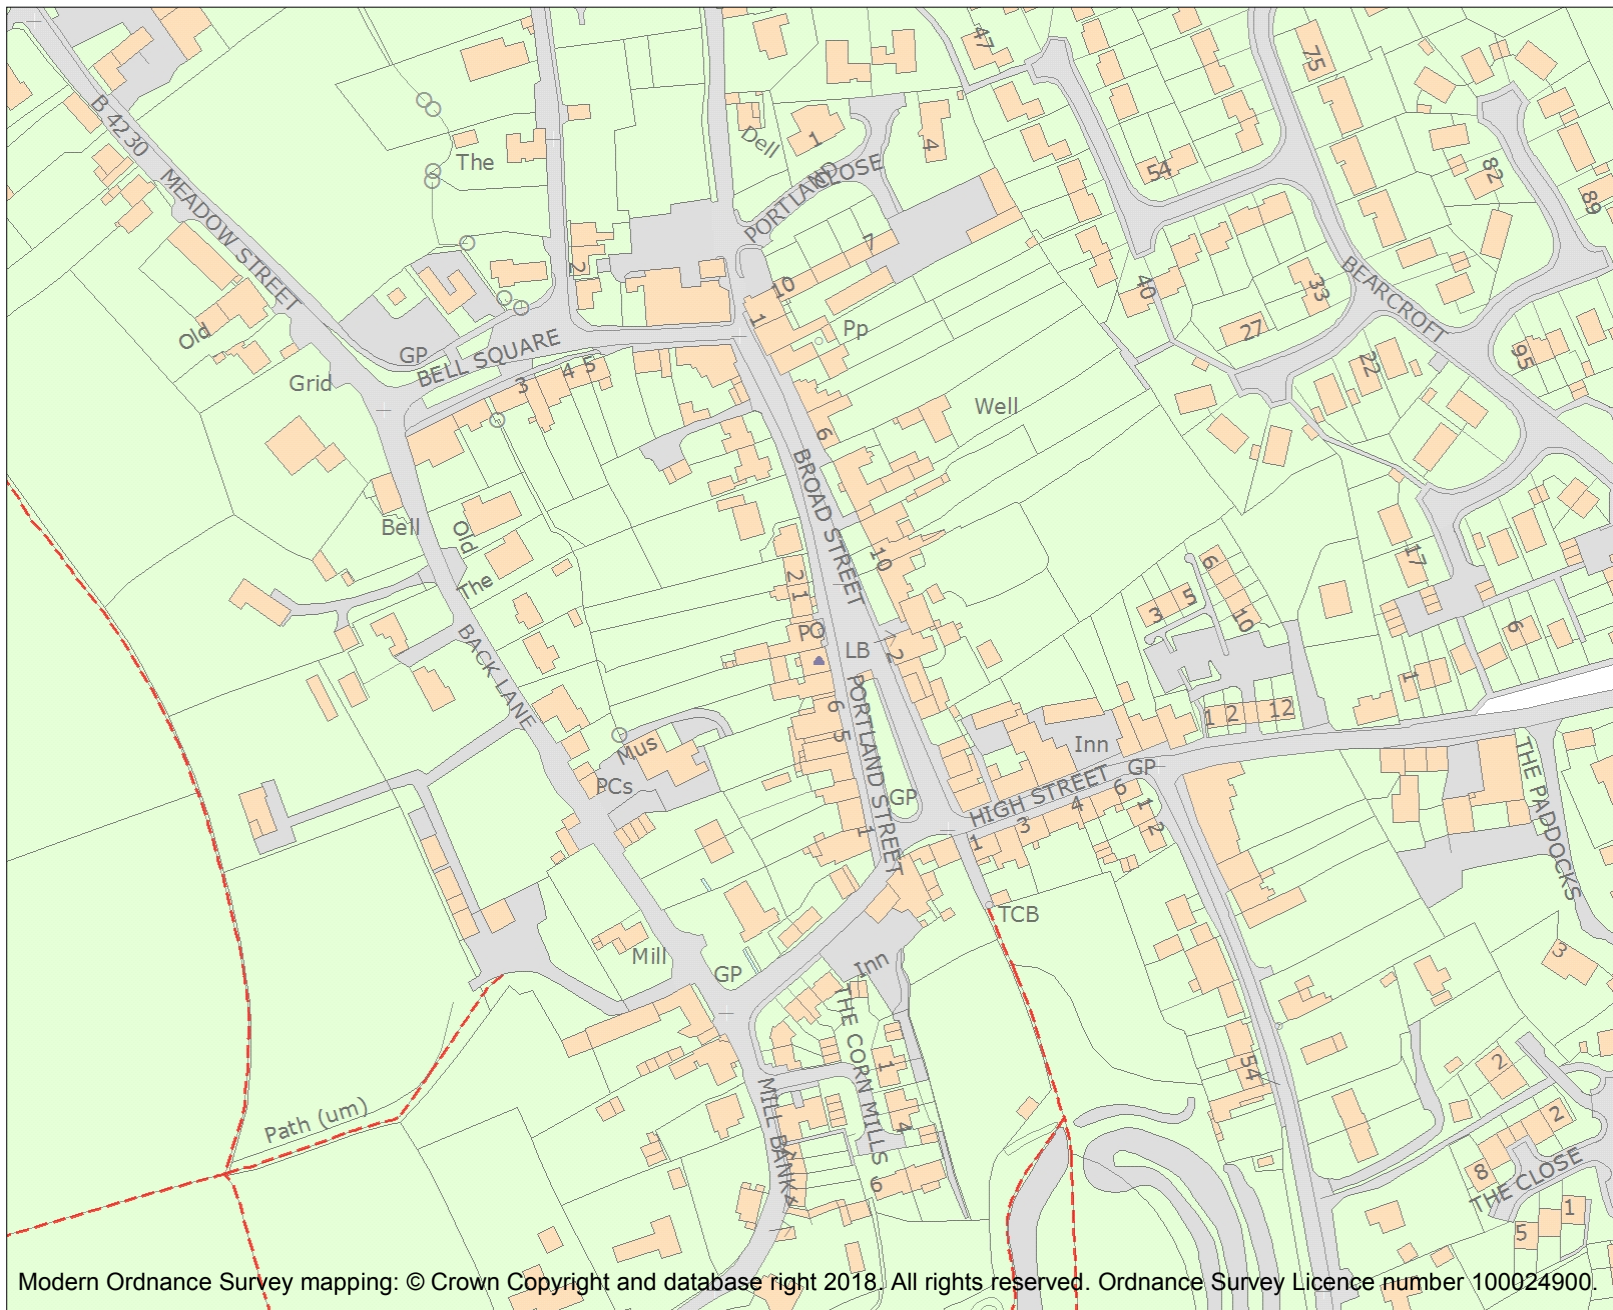 47
75
B 4230
The
Dell
1
4
54
82
89
MEADOW STREET
PORTLAND CLOSE
7
2
10
40
33
BEARCROFT
Old
GP
BELL SQUARE
1
Pp
27
22
95
Grid
3 4 5
Well
6
BROAD STREET
Bell
Old
The
10
17
6
3 5
10
2 1
PO
LB
2
6
1
BACK LANE
6
5
PORTLAND STREET
1 2 12
Mus
PCs
Inn
GP
GP
HIGH STREET
THE PADDOCKS
1
1
3
4
6
1
2
TCB
Mill
GP
Inn
3
THE CORN MILLS
1
54
2
Path (um)
MILL BANK
4
2
8
THE CLOSE
6
4
1
5
Modern Ordnance Survey mapping: © Crown Copyright and database right 2018. All rights reserved. Ordnance Survey Licence number 100024900.